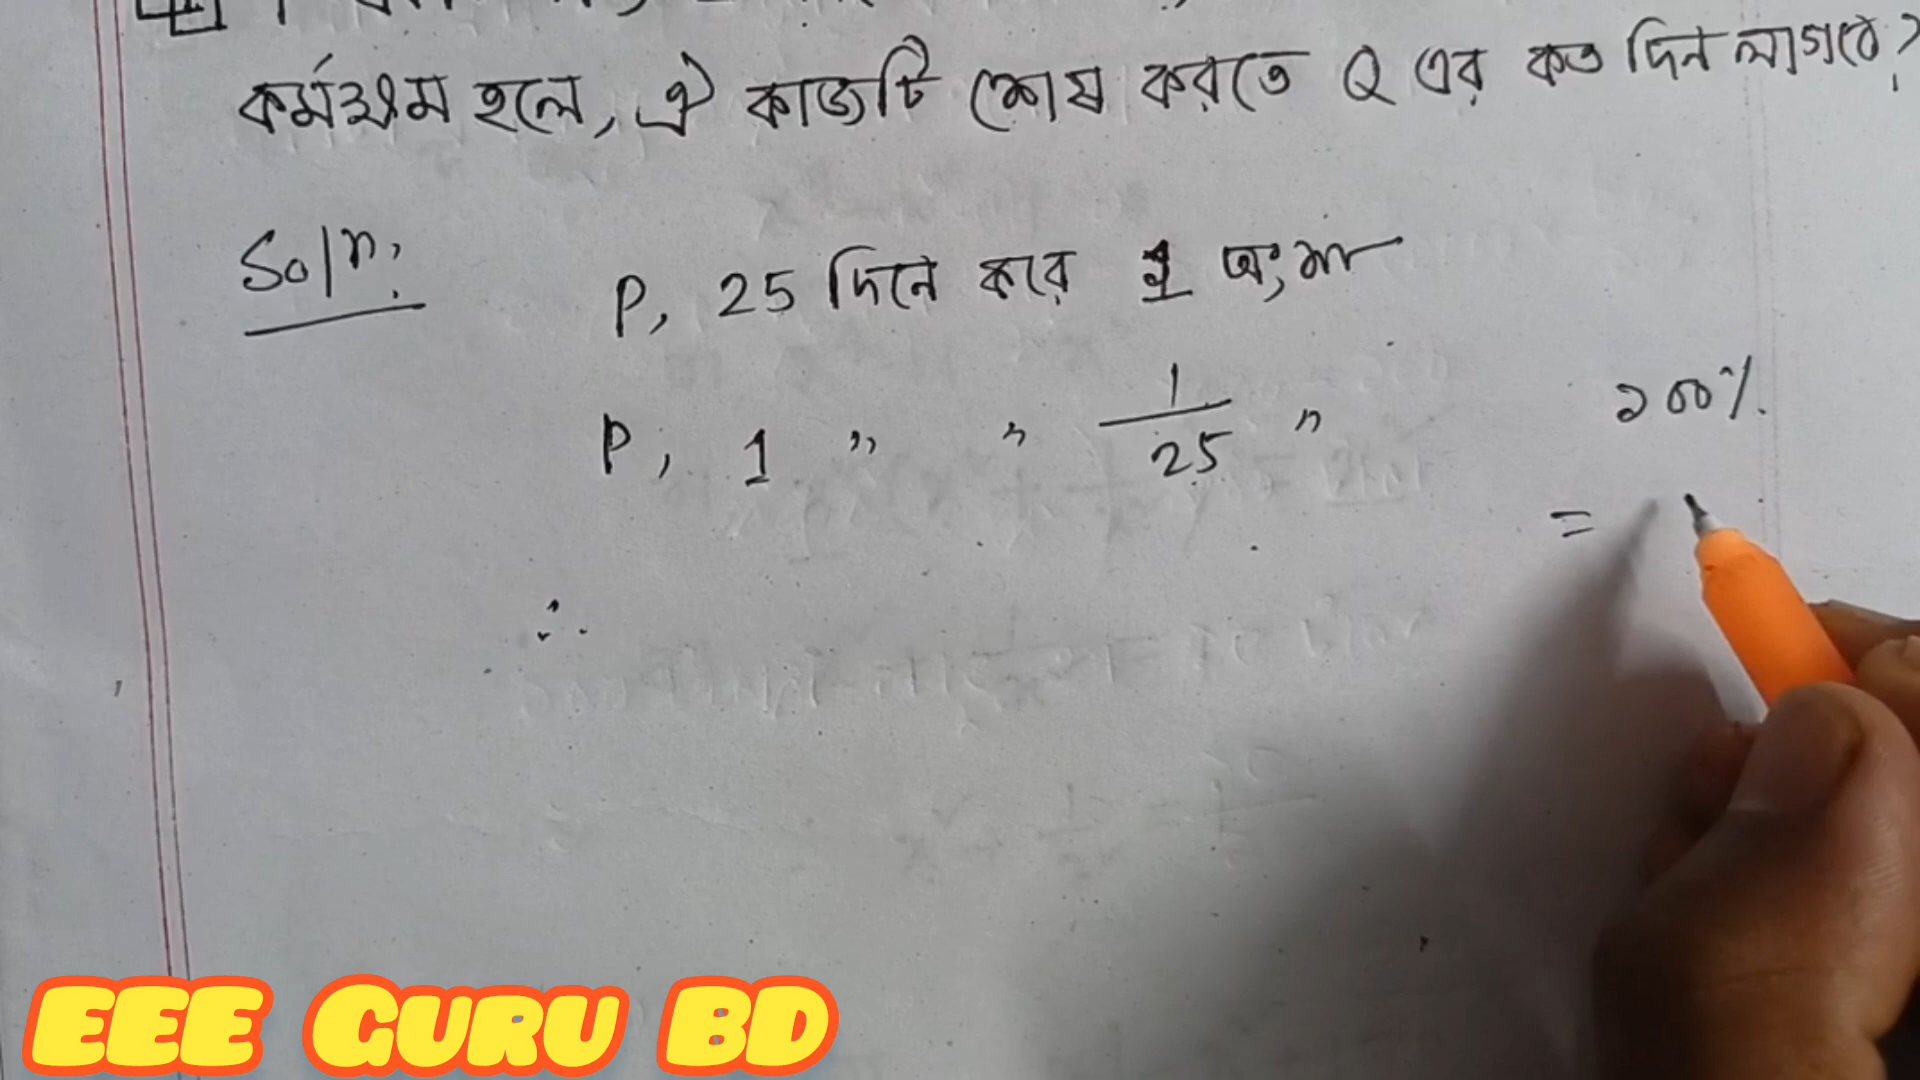 কর্মক্ষম হলে, ঐ কাজটি শেষ করতে Q এর কত দিন লাগবে?
Soln:
P, 25 দিনে করে 1 অংশ
P, 1 " " 1/25 "
১০০%
=
∴
EEE GURU BD